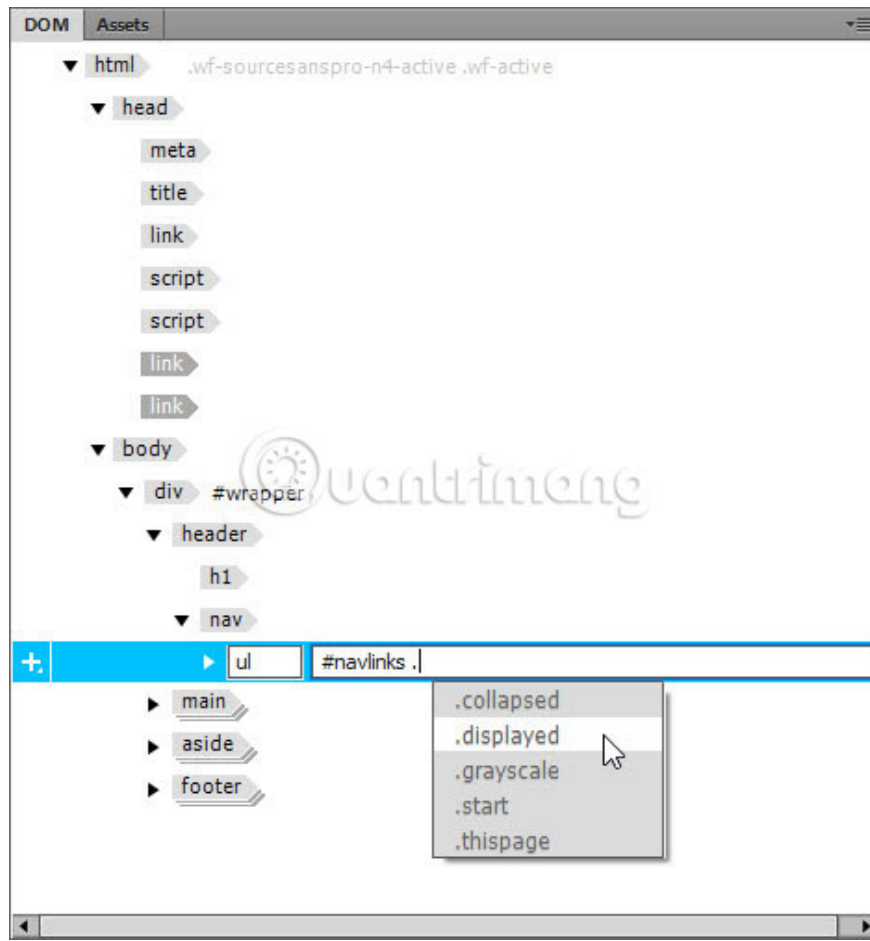 DOM Assets
html .wf-sourcesanspro-n4-active .wf-active
head
meta
title
link
script
script
link
link
body
Quantrimang
div #wrapper
header
h1
nav
ul #navlinks .
main .collapsed
.displayed
aside
.grayscale
footer
.start
.thispage